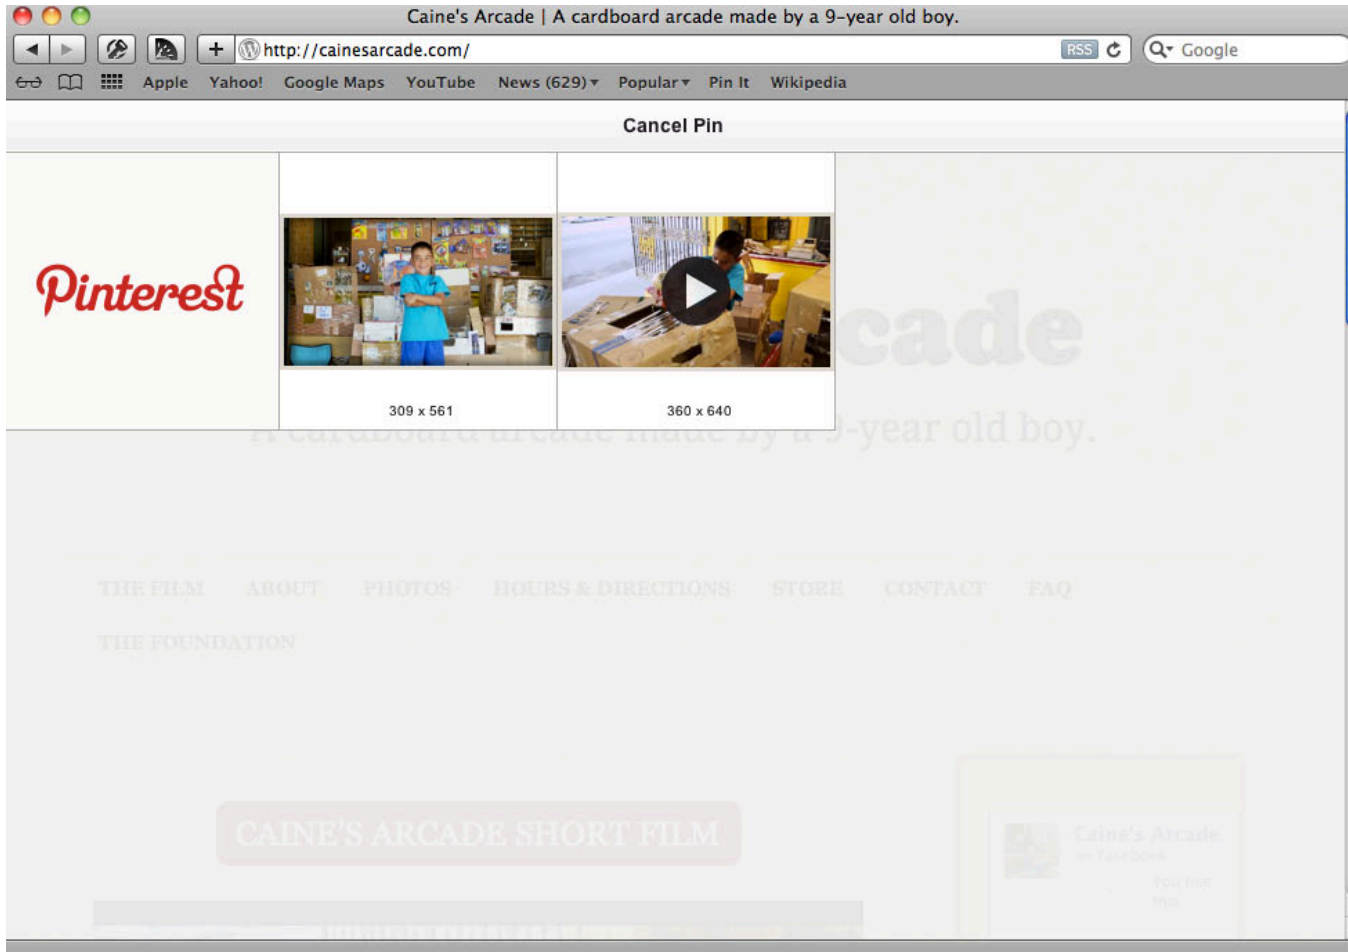 Caine's Arcade | A cardboard arcade made by a 9-year old boy.
http://cainesarcade.com/
RSS
Google
Apple Yahoo! Google Maps YouTube News (629) Popular Pin It Wikipedia
Cancel Pin
Pinterest
cade
309 x 561 360 x 640
A cardboard arcade made by a 9-year old boy.
THE FILM ABOUT PHOTOS HOURS & DIRECTIONS STORE CONTACT FAQ
THE FOUNDATION
CAINE'S ARCADE SHORT FILM
Caine's Arcade
on Facebook
You like
this